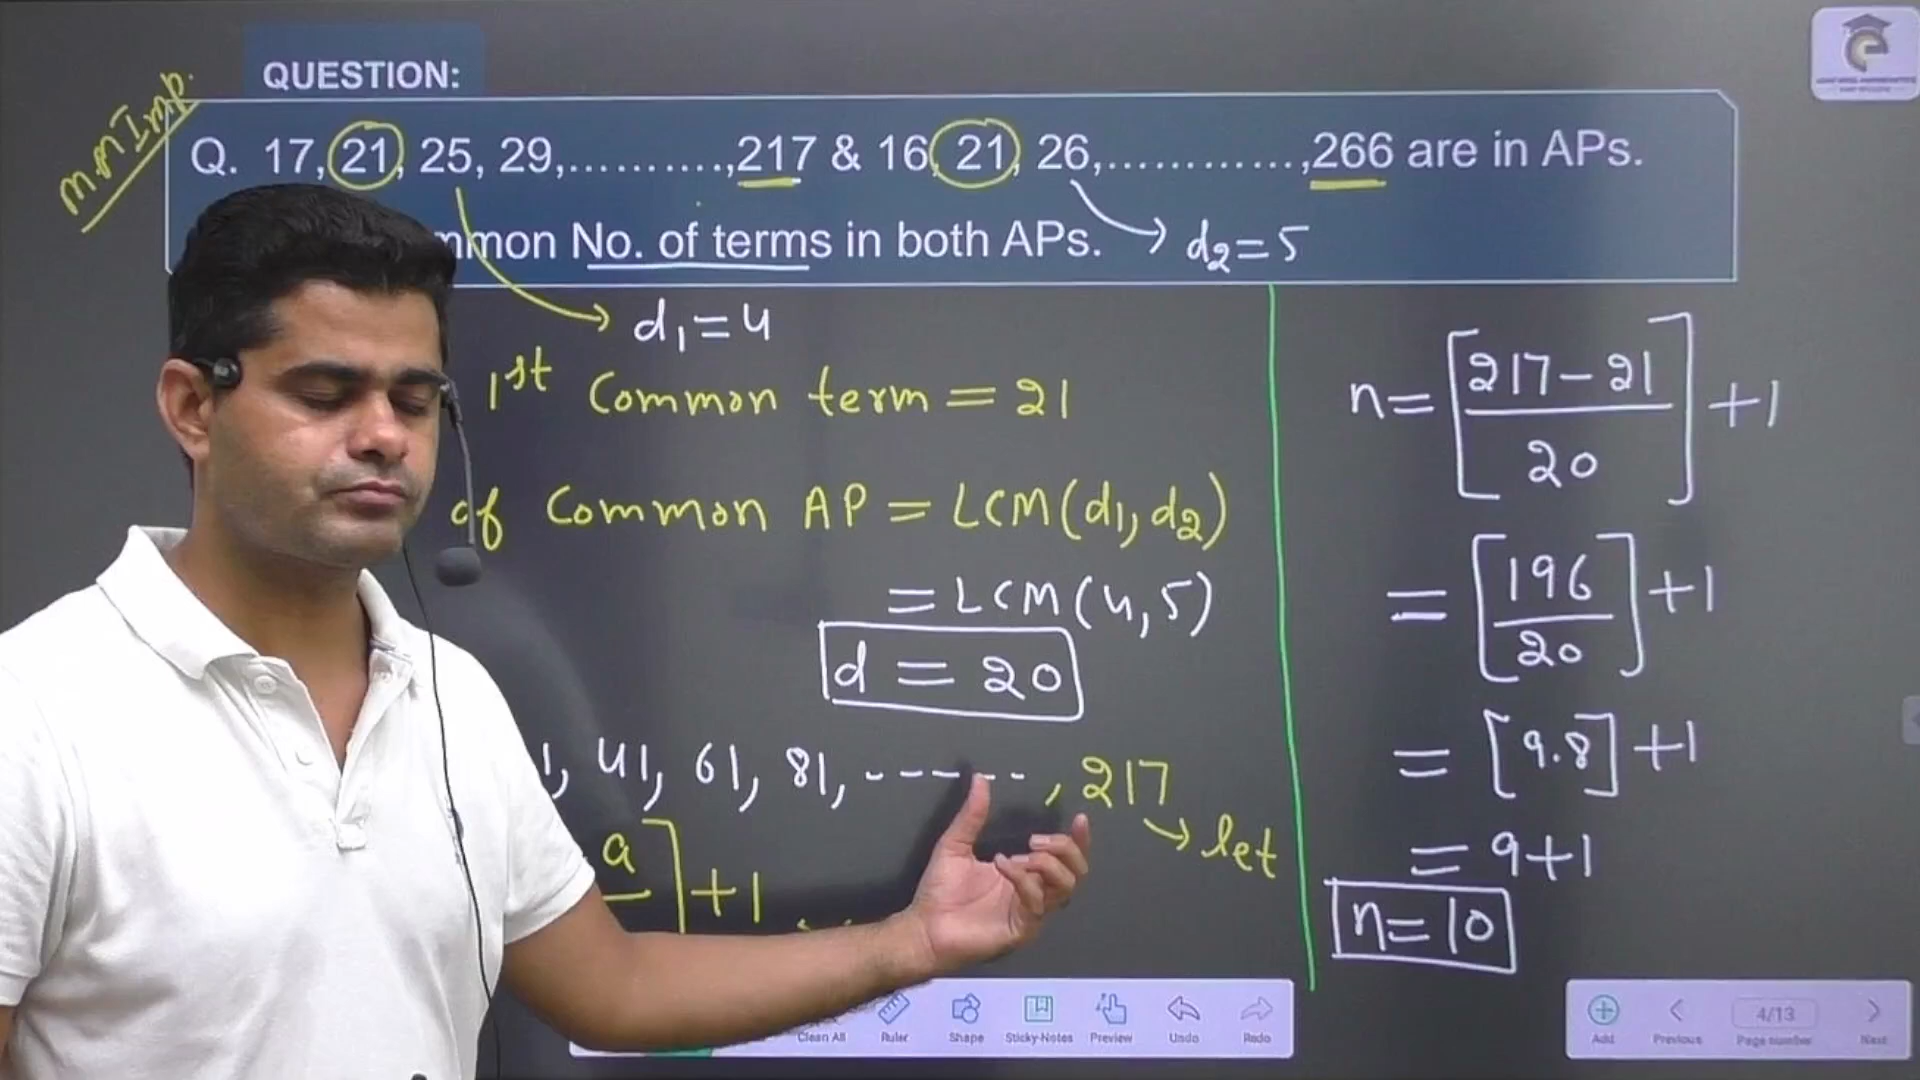 QUESTION:
M.M Imp.
Q. 17, 21, 25, 29,...........,217 & 16, 21, 26,.............,266 are in APs.
No. of terms in both APs.
d₂=5
d₁=4
1st Common term = 21
of Common AP = LCM(d1, d2)
= LCM(4,5)
d = 20
41, 61, 81, ------, 217
let
a
+1
n=[217-21/20]+1
=[196/20]+1
=[9.8]+1
= 9+1
n=10
Clean All
Ruler
Shape
Sticky-Notes
Preview
Undo
Redo
Add
Previous
4/13
Page number
Next